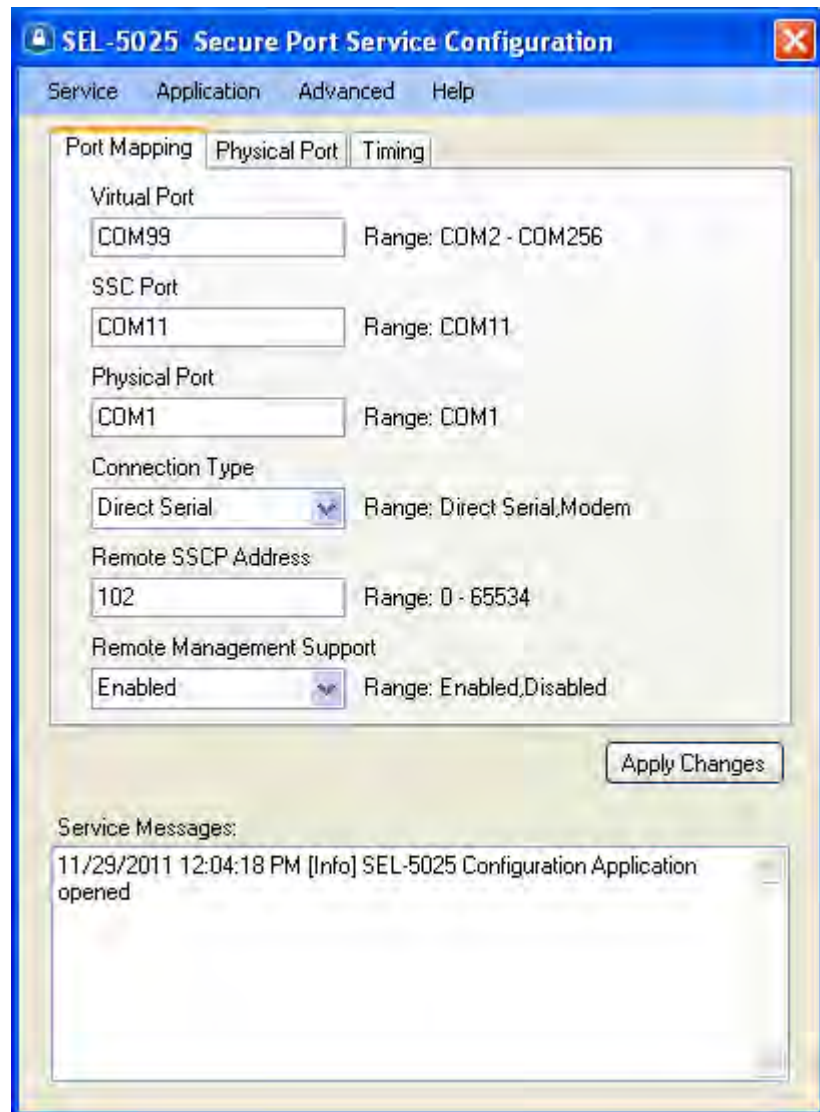 SEL-5025 Secure Port Service Configuration
Service Application Advanced Help
Port Mapping Physical Port Timing
Virtual Port
COM99 Range: COM2 - COM256
SSC Port
COM11 Range: COM11
Physical Port
COM1 Range: COM1
Connection Type
Direct Serial Range: Direct Serial,Modem
Remote SSCP Address
102 Range: 0 - 65534
Remote Management Support
Enabled Range: Enabled,Disabled
Apply Changes
Service Messages:
11/29/2011 12:04:18 PM [Info] SEL-5025 Configuration Application
opened